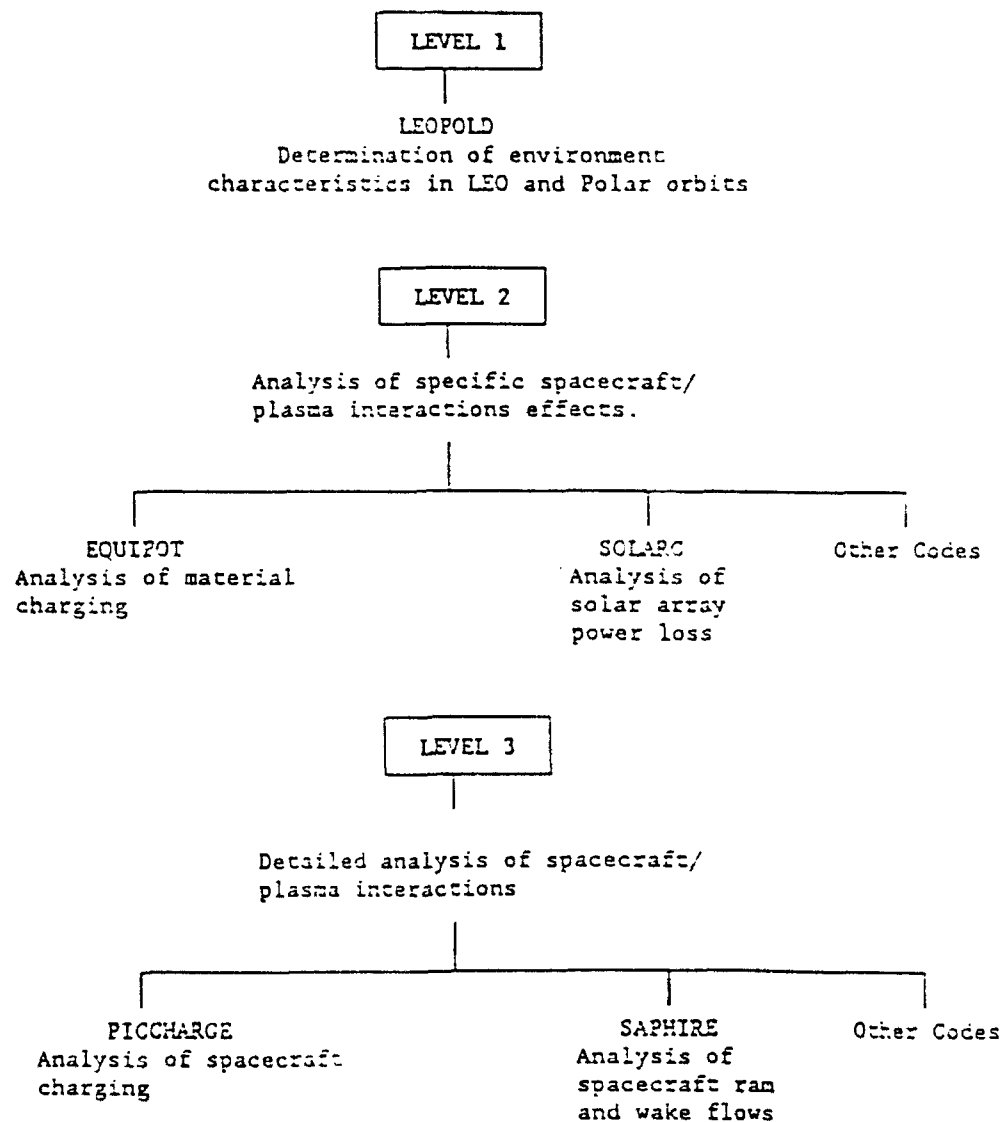 LEVEL 1
LEOPOLD
Determination of environment
characteristics in LEO and Polar orbits
LEVEL 2
Analysis of specific spacecraft/
plasma interactions effects.
EQUIPOT
Analysis of material
charging
SOLARC
Analysis of
solar array
power loss
Other Codes
LEVEL 3
Detailed analysis of spacecraft/
plasma interactions
PICCHARGE
Analysis of spacecraft
charging
SAPHIRE
Analysis of
spacecraft ram
and wake flows
Other Codes